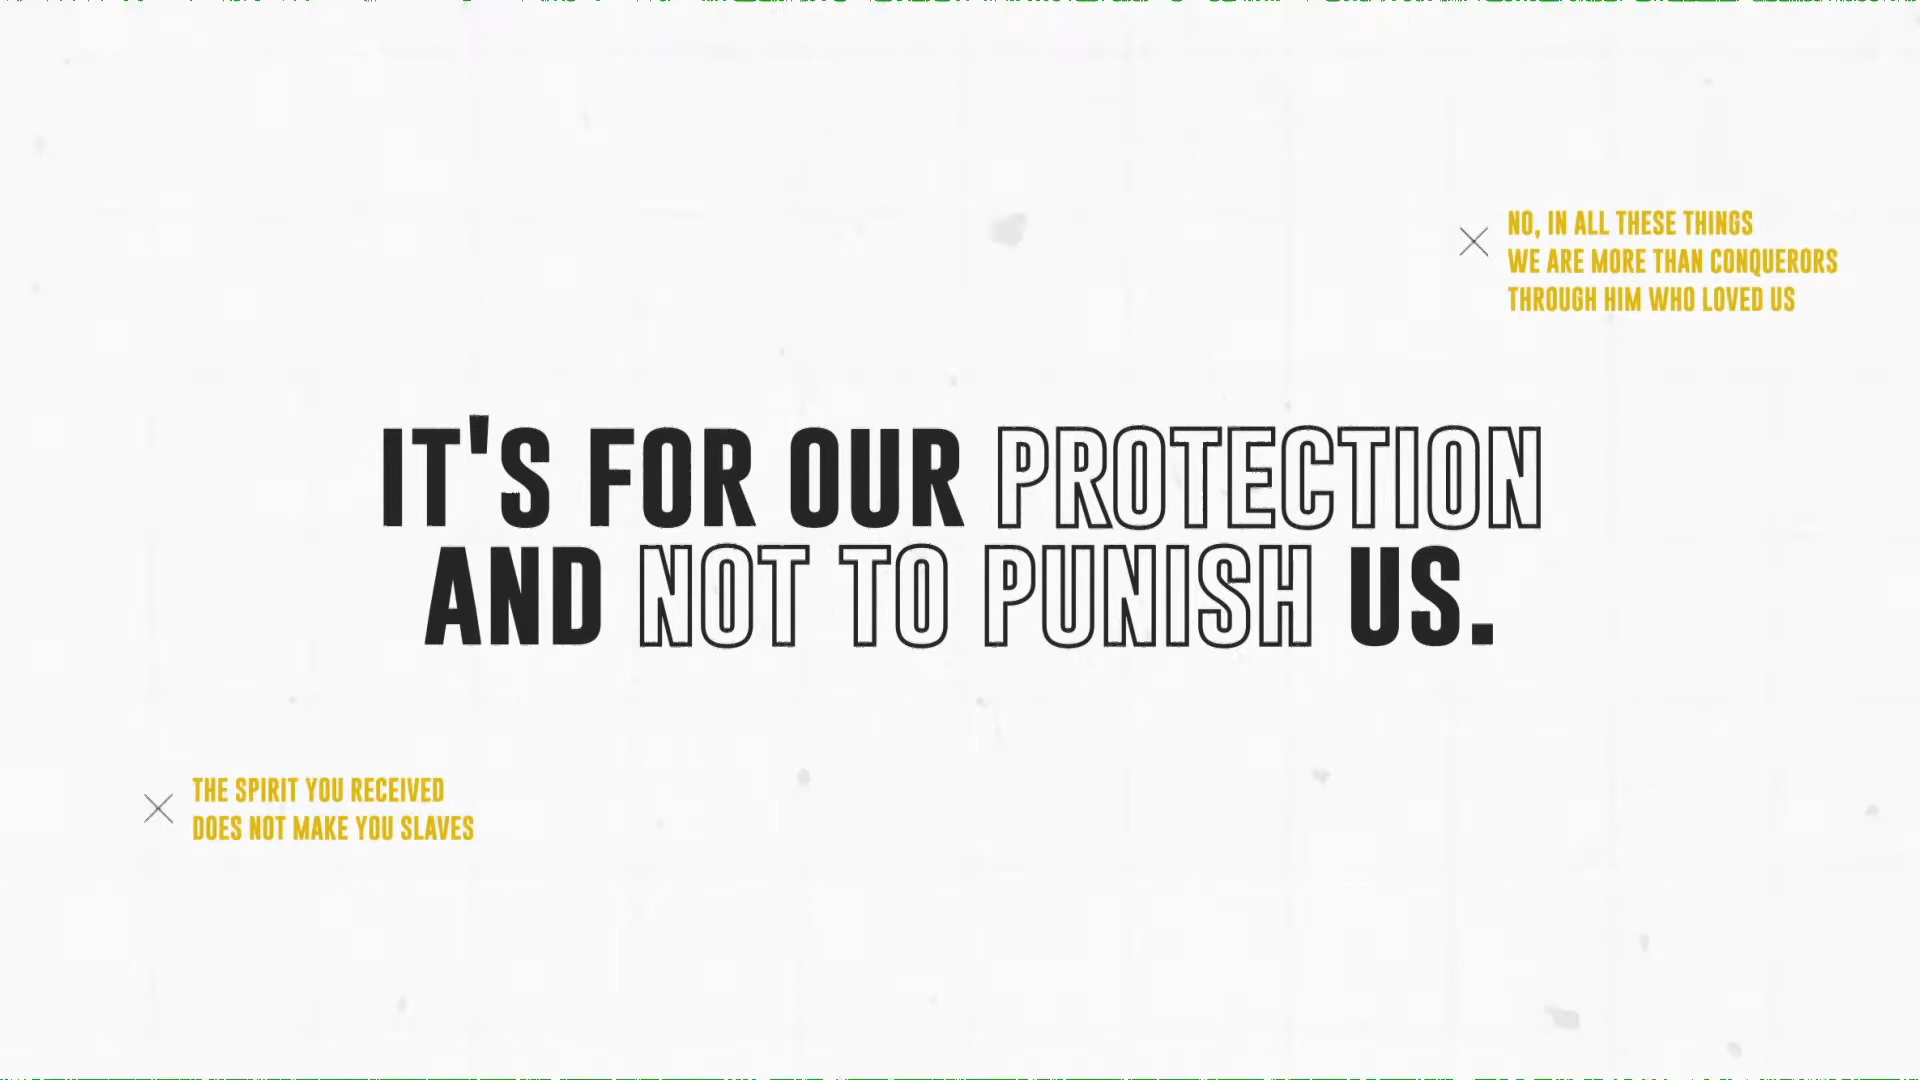 NO, IN ALL THESE THINGS
WE ARE MORE THAN CONQUERORS
THROUGH HIM WHO LOVED US
IT'S FOR OUR PROTECTION
AND NOT TO PUNISH US.
THE SPIRIT YOU RECEIVED
DOES NOT MAKE YOU SLAVES